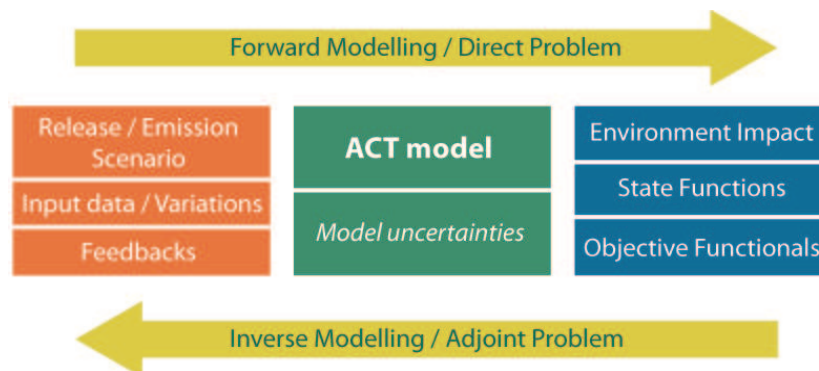 Forward Modelling / Direct Problem
Release / Emission
Scenario
Input data / Variations
Feedbacks
ACT model
Model uncertainties
Environment Impact
State Functions
Objective Functionals
Inverse Modelling / Adjoint Problem